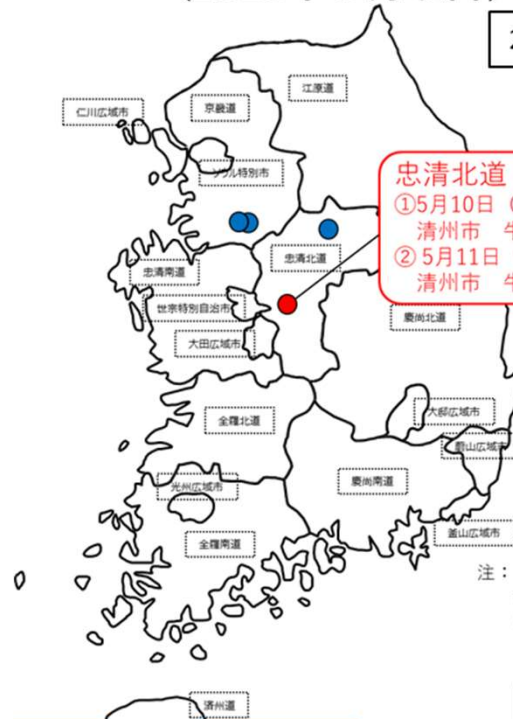 江原道
仁川広域市
京畿道
ソウル特別市
忠清北道
①5月10日
清州市
② 5月11日
清州市
忠清北道
忠清南道
世宗特別自治市
慶尚北道
大田広域市
大邱広域市
全羅北道
蔚山広域市
慶尚南道
光州広域市
釜山広域市
全羅南道
注：
済州道